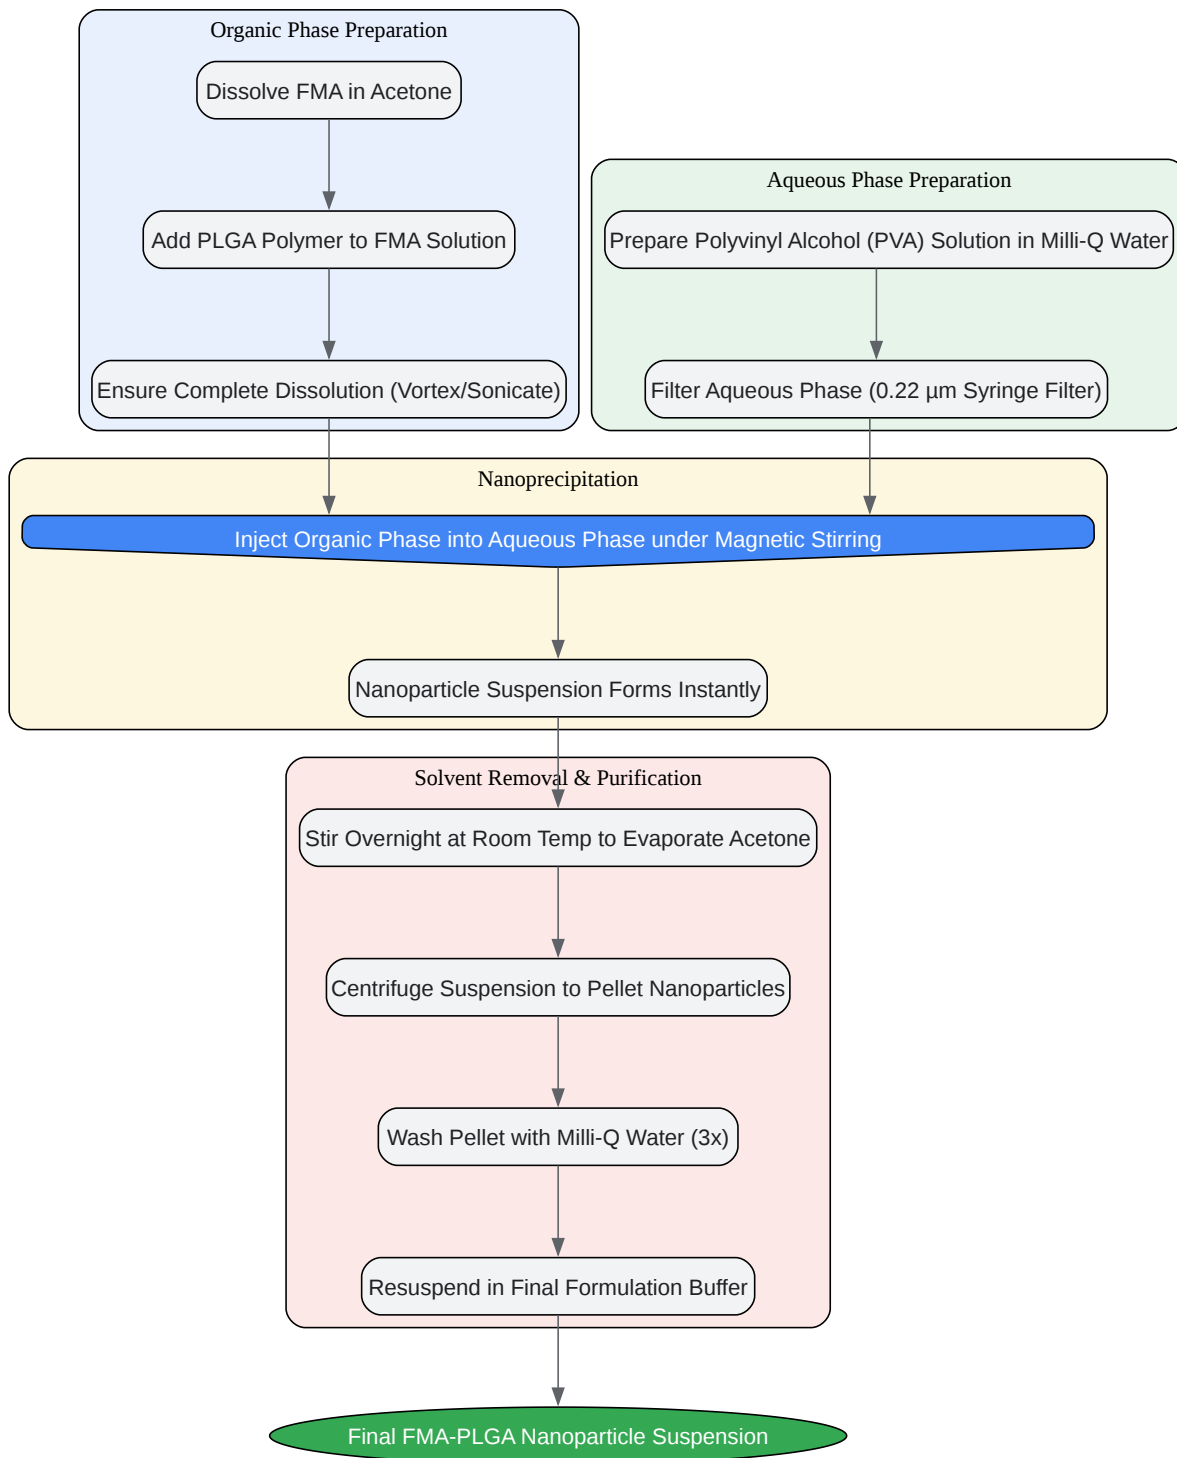 Organic Phase Preparation
Dissolve FMA in Acetone
Add PLGA Polymer to FMA Solution
Ensure Complete Dissolution (Vortex/Sonicate)
Aqueous Phase Preparation
Prepare Polyvinyl Alcohol (PVA) Solution in Milli-Q Water
Filter Aqueous Phase (0.22 µm Syringe Filter)
Nanoprecipitation
Inject Organic Phase into Aqueous Phase under Magnetic Stirring
Nanoparticle Suspension Forms Instantly
Solvent Removal & Purification
Stir Overnight at Room Temp to Evaporate Acetone
Centrifuge Suspension to Pellet Nanoparticles
Wash Pellet with Milli-Q Water (3x)
Resuspend in Final Formulation Buffer
Final FMA-PLGA Nanoparticle Suspension